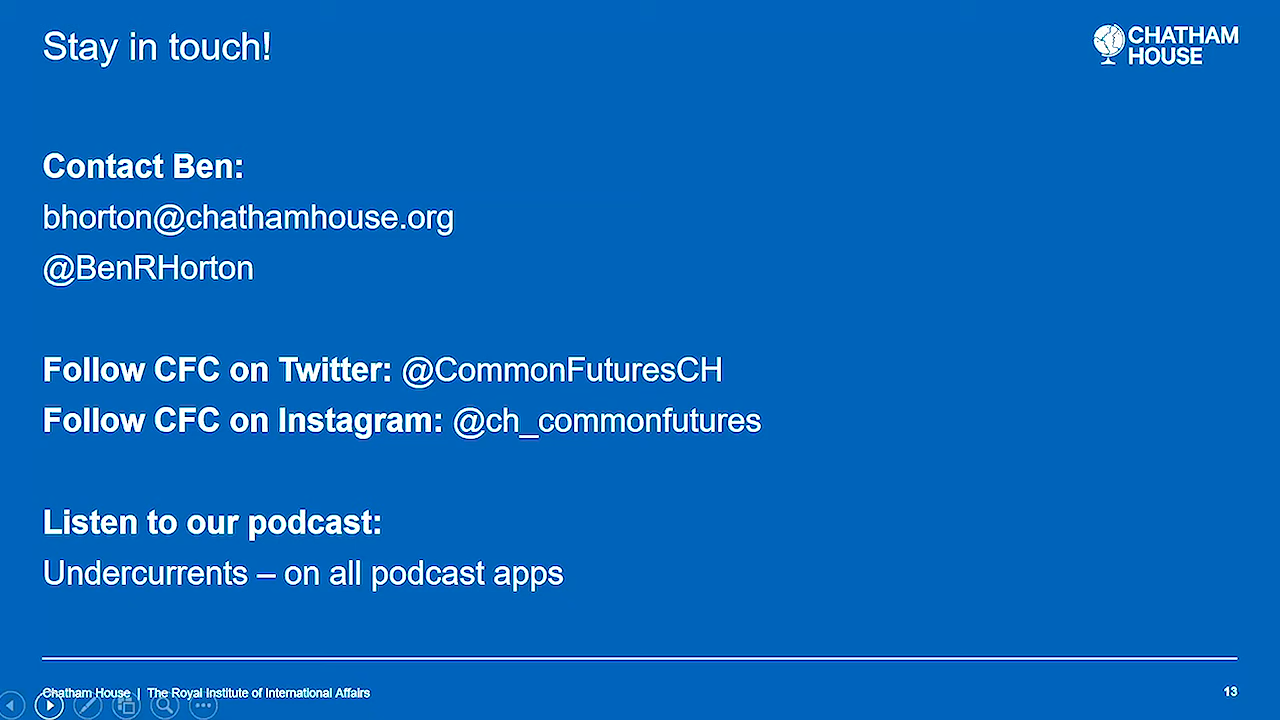 Stay in touch!
CHATHAM
HOUSE
Contact Ben:
bhorton@chathamhouse.org
@BenRHorton
Follow CFC on Twitter: @CommonFuturesCH
Follow CFC on Instagram: @ch_commonfutures
Listen to our podcast:
Undercurrents – on all podcast apps
Chatham House | The Royal Institute of International Affairs
13